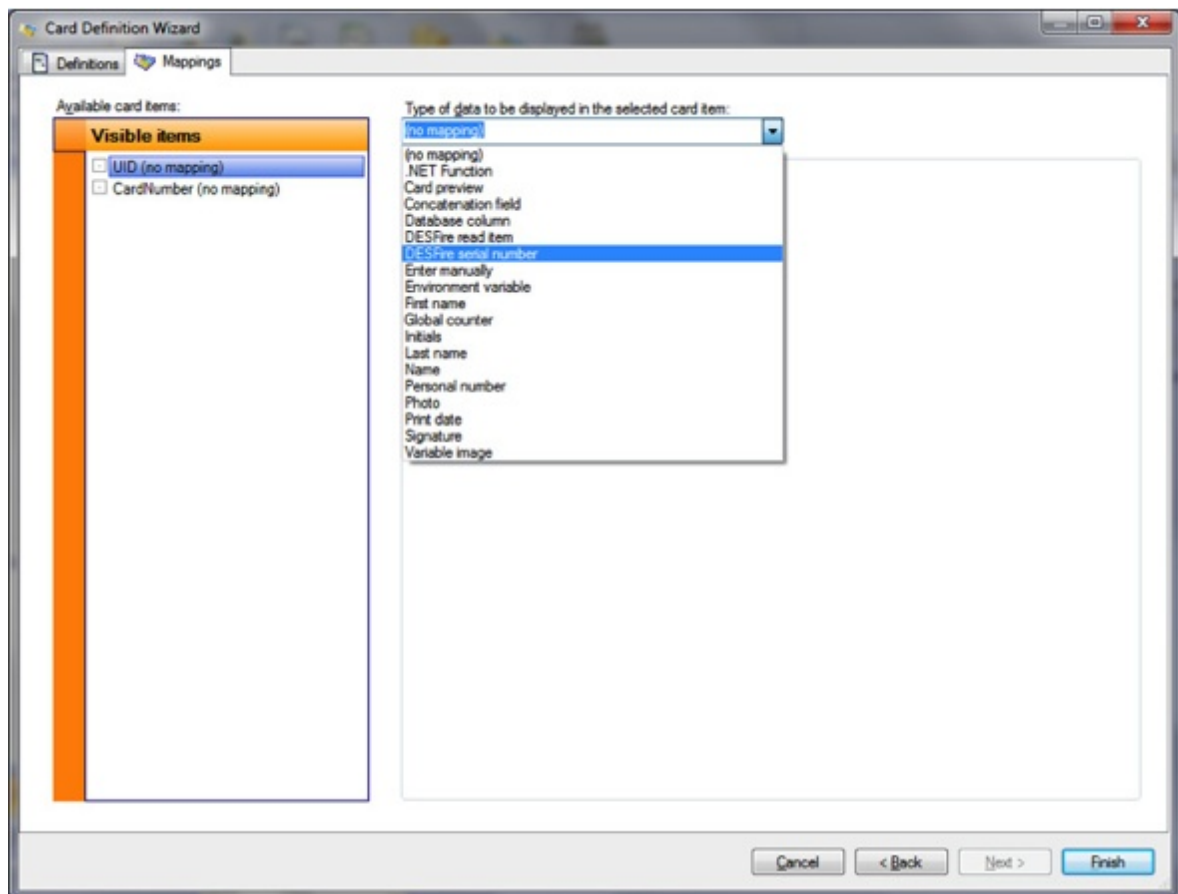 Card Definition Wizard
Definitions
Mappings
Available card items:
Visible items
UID (no mapping)
CardNumber (no mapping)
Type of data to be displayed in the selected card item:
(no mapping)
(no mapping)
.NET Function
Card preview
Concatenation field
Database column
DESFire read item
DESFire serial number
Enter manually
Environment variable
First name
Global counter
Initials
Last name
Name
Personal number
Photo
Print date
Signature
Variable image
Cancel
< Back
Next >
Finish